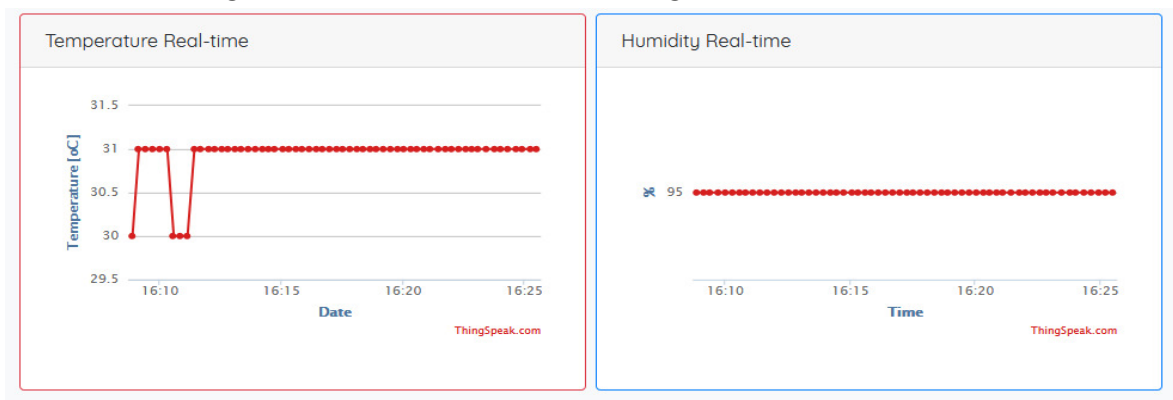 Temperature Real-time
31.5
31
30.5
30
29.5
Temperature [oC]
16:10 16:15 16:20 16:25
Date
ThingSpeak.com
Humidity Real-time
%
95
16:10 16:15 16:20 16:25
Time
ThingSpeak.com